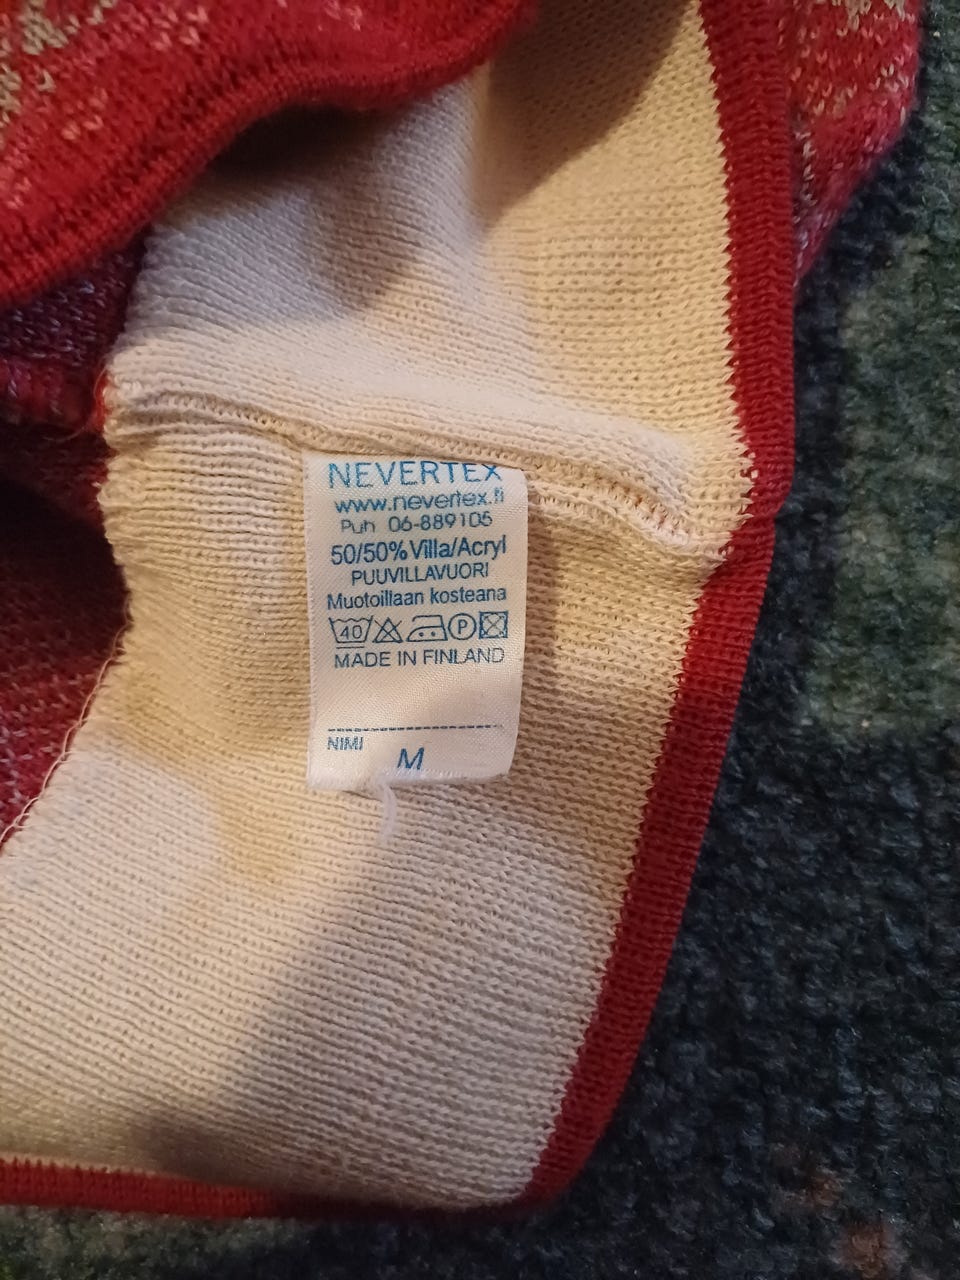 NEVERTEX
www.nevertex.fi
Puh 06-889105
50/50% Villa/Acryl
PUUVILLAVUORI
Muotoillaan kosteana
40 P
MADE IN FINLAND
NIMI
M